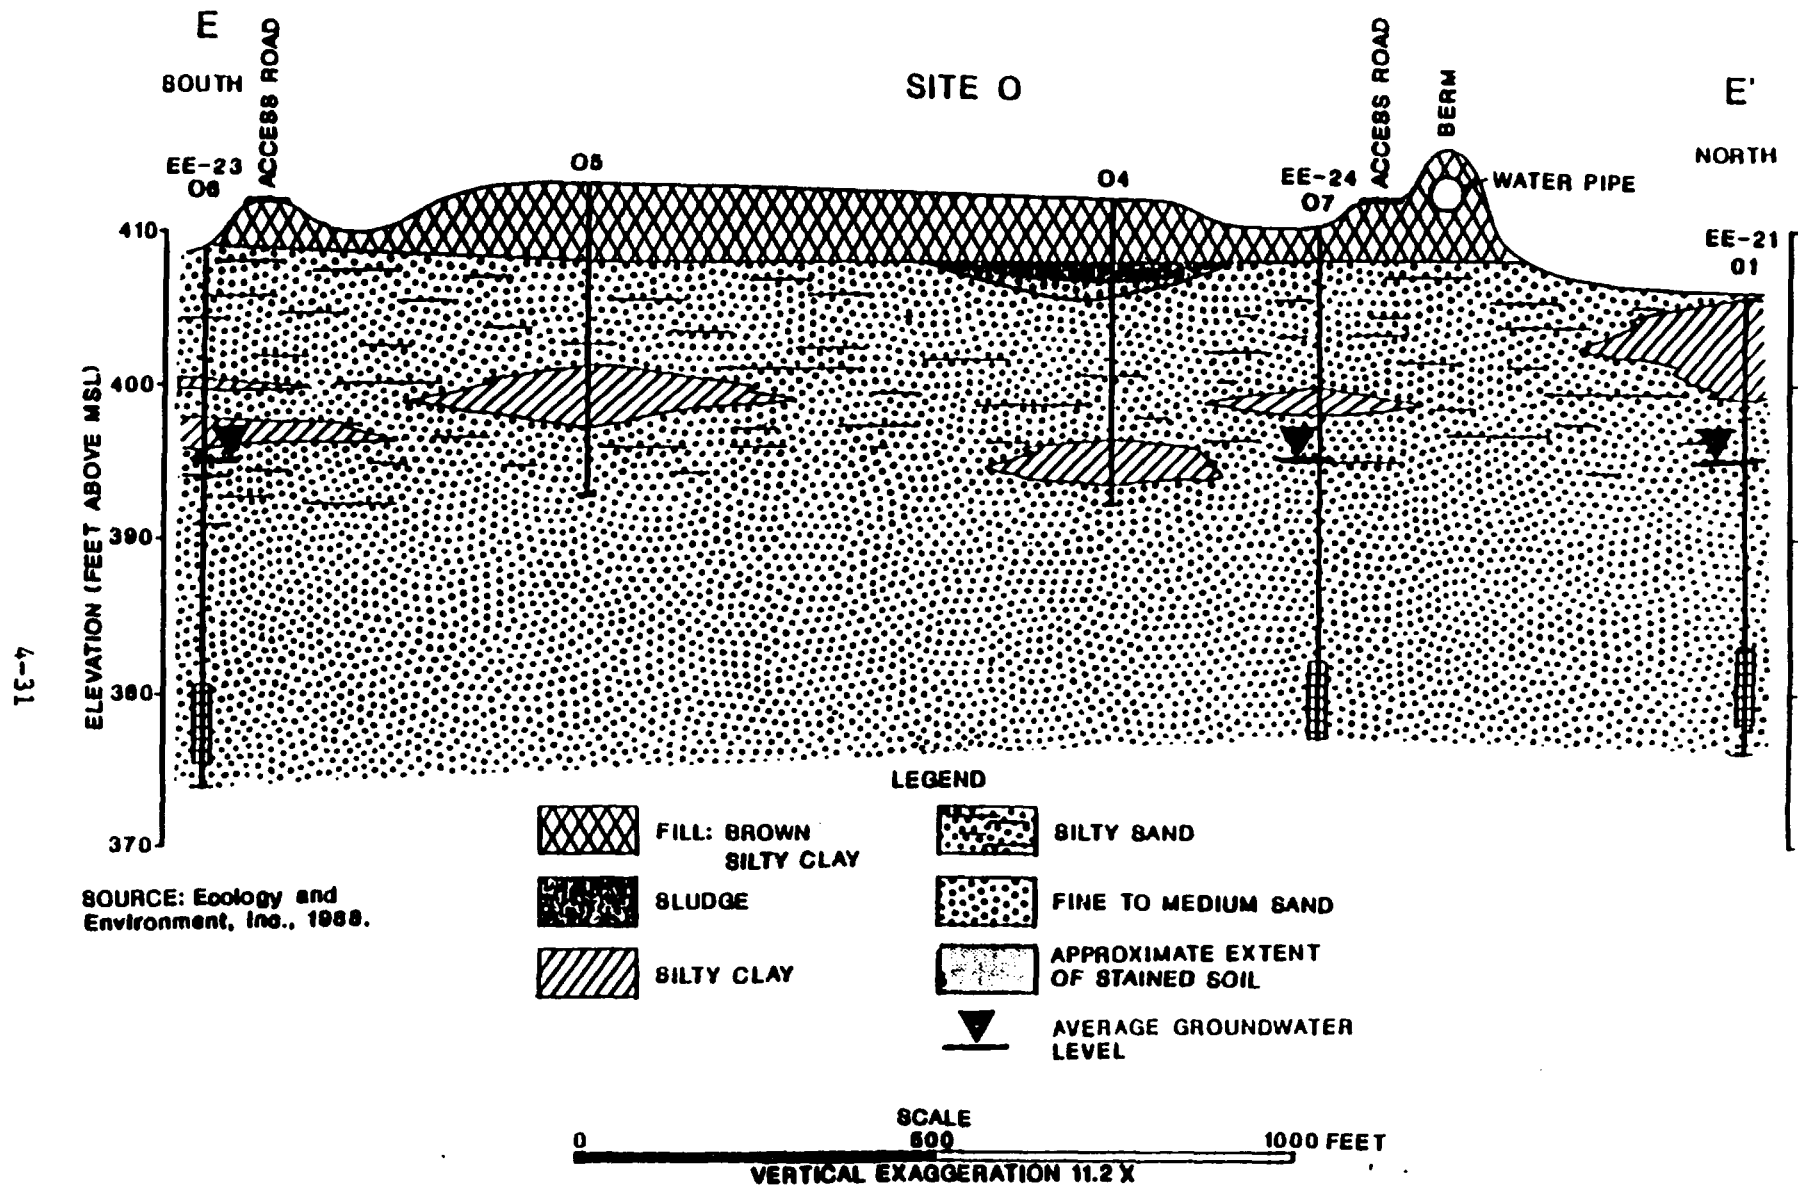 E
SOUTH
ACCESS ROAD
SITE O
ACCESS ROAD
BERM
E'
NORTH
WATER PIPE
EE-23
O6
O5
O4
EE-24
O7
EE-21
O1
410
400
390
380
370
ELEVATION (FEET ABOVE MSL)
4-31
LEGEND
FILL: BROWN
SILTY CLAY
SLUDGE
SILTY CLAY
SILTY SAND
FINE TO MEDIUM SAND
APPROXIMATE EXTENT
OF STAINED SOIL
AVERAGE GROUNDWATER
LEVEL
SOURCE: Ecology and
Environment, Inc., 1988.
SCALE
0 500 1000 FEET
VERTICAL EXAGGERATION 11.2 X